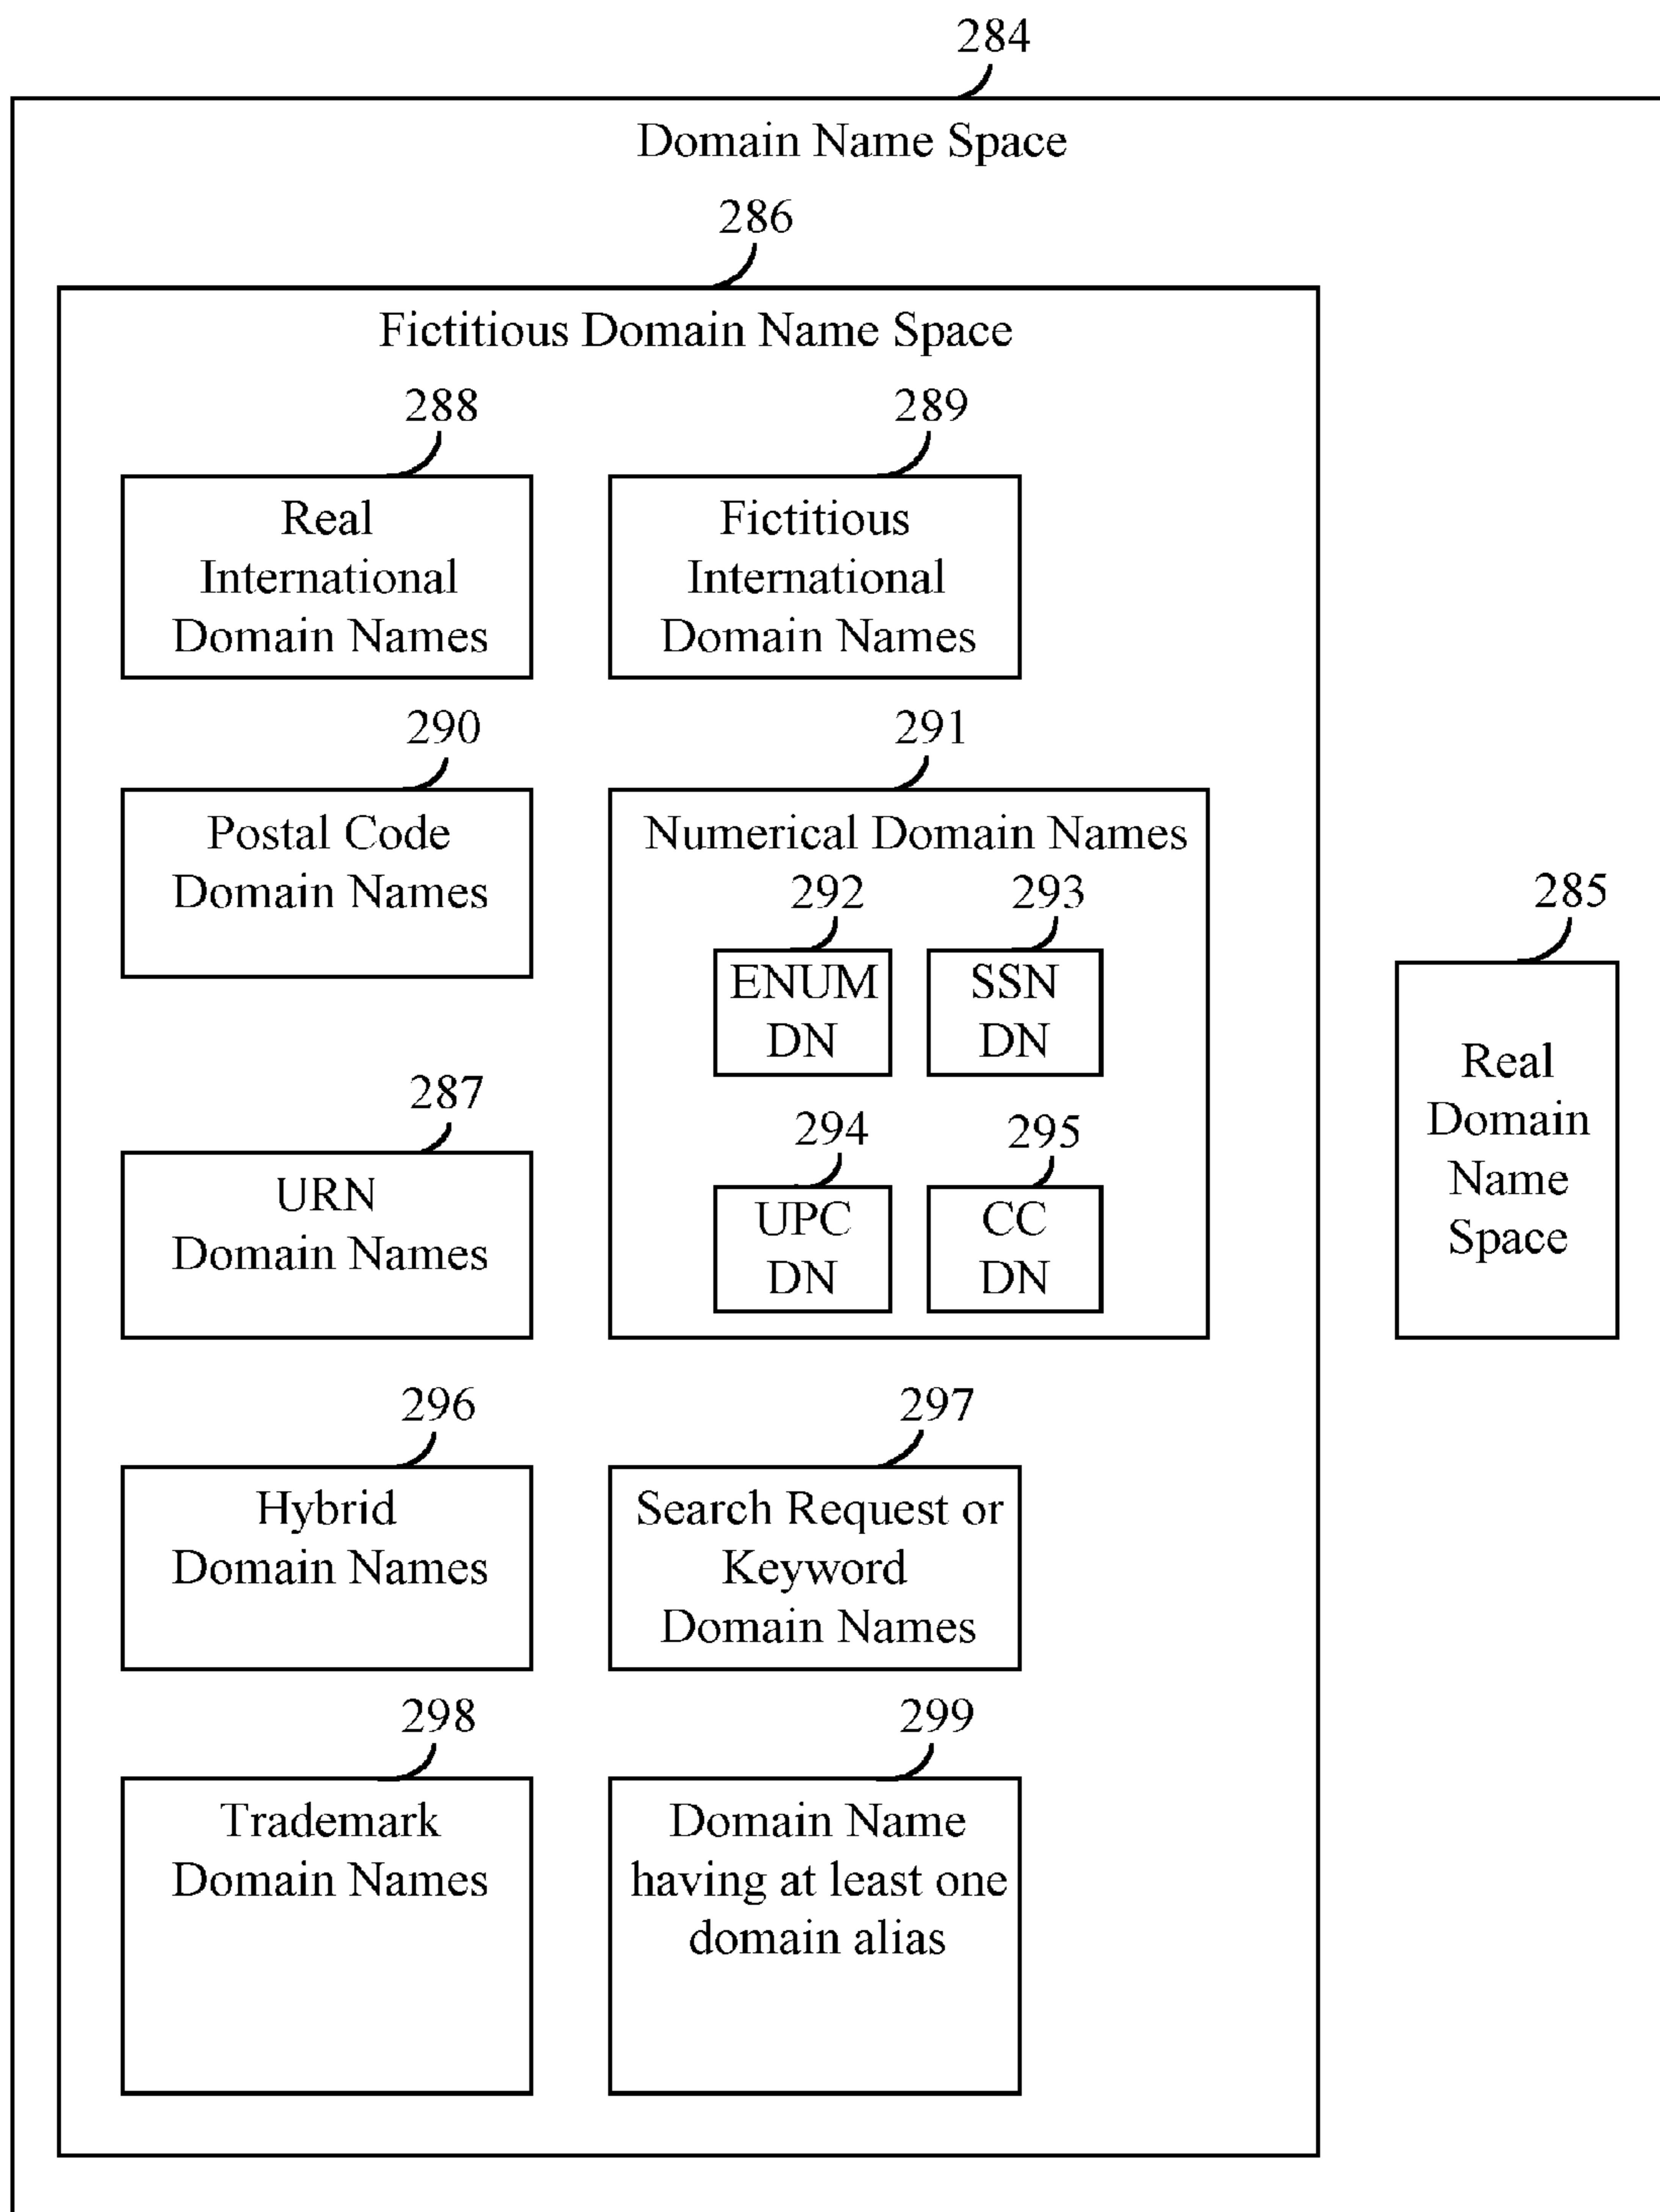 284
Domain Name Space
286
Fictitious Domain Name Space
288
Real
International
Domain Names
289
Fictitious
International
Domain Names
290
Postal Code
Domain Names
291
Numerical Domain Names
292
ENUM
DN
293
SSN
DN
294
UPC
DN
295
CC
DN
287
URN
Domain Names
285
Real
Domain
Name
Space
296
Hybrid
Domain Names
297
Search Request or
Keyword
Domain Names
298
Trademark
Domain Names
299
Domain Name
having at least one
domain alias